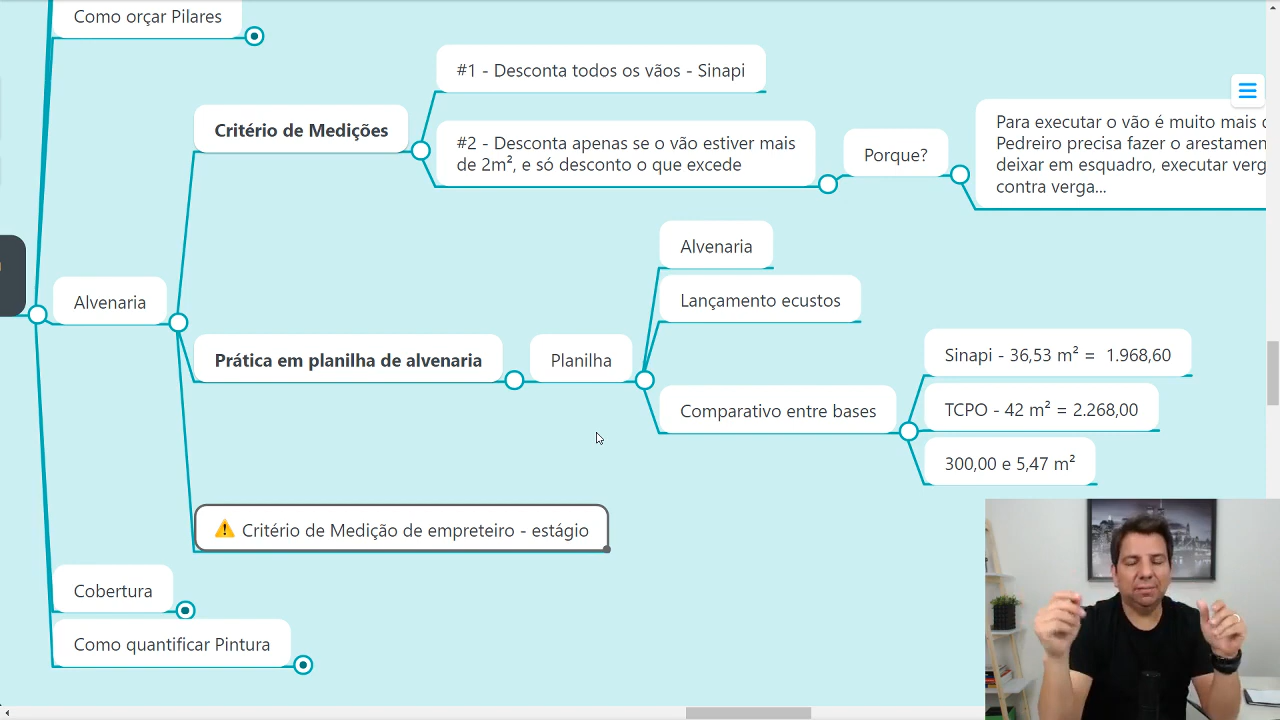 Como orçar Pilares
#1 - Desconta todos os vãos - Sinapi
Critério de Medições
#2 - Desconta apenas se o vão estiver mais
de 2m², e só desconto o que excede
Porque?
Para executar o vão é muito mais
Pedreiro precisa fazer o
deixar em esquadro, executar
contra verga...
Alvenaria
Lançamento ecustos
Alvenaria
Prática em planilha de alvenaria
Planilha
Comparativo entre bases
Sinapi - 36,53 m² = 1.968,60
TCPO - 42 m² = 2.268,00
300,00 e 5,47 m²
Critério de Medição de empreteiro - estágio
Cobertura
Como quantificar Pintura